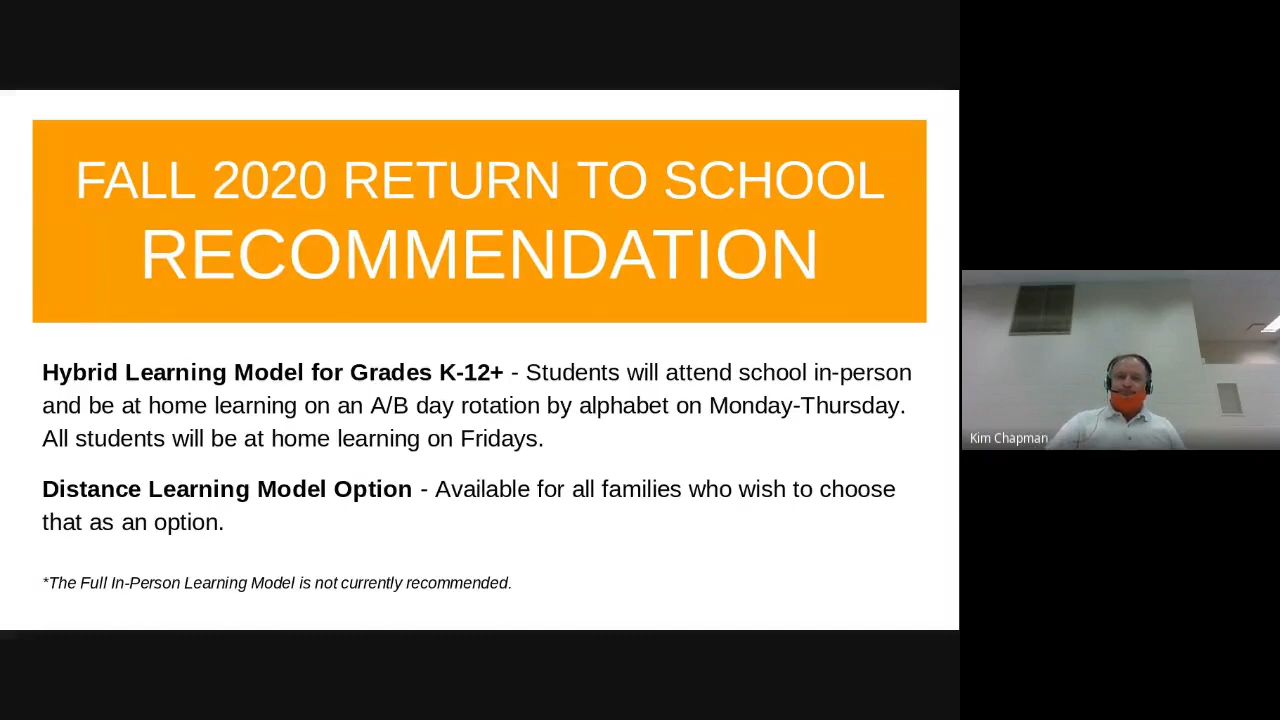 FALL 2020 RETURN TO SCHOOL
RECOMMENDATION
Hybrid Learning Model for Grades K-12+ - Students will attend school in-person
and be at home learning on an A/B day rotation by alphabet on Monday-Thursday.
All students will be at home learning on Fridays.
Distance Learning Model Option - Available for all families who wish to choose
that as an option.
*The Full In-Person Learning Model is not currently recommended.
Kim Chapman